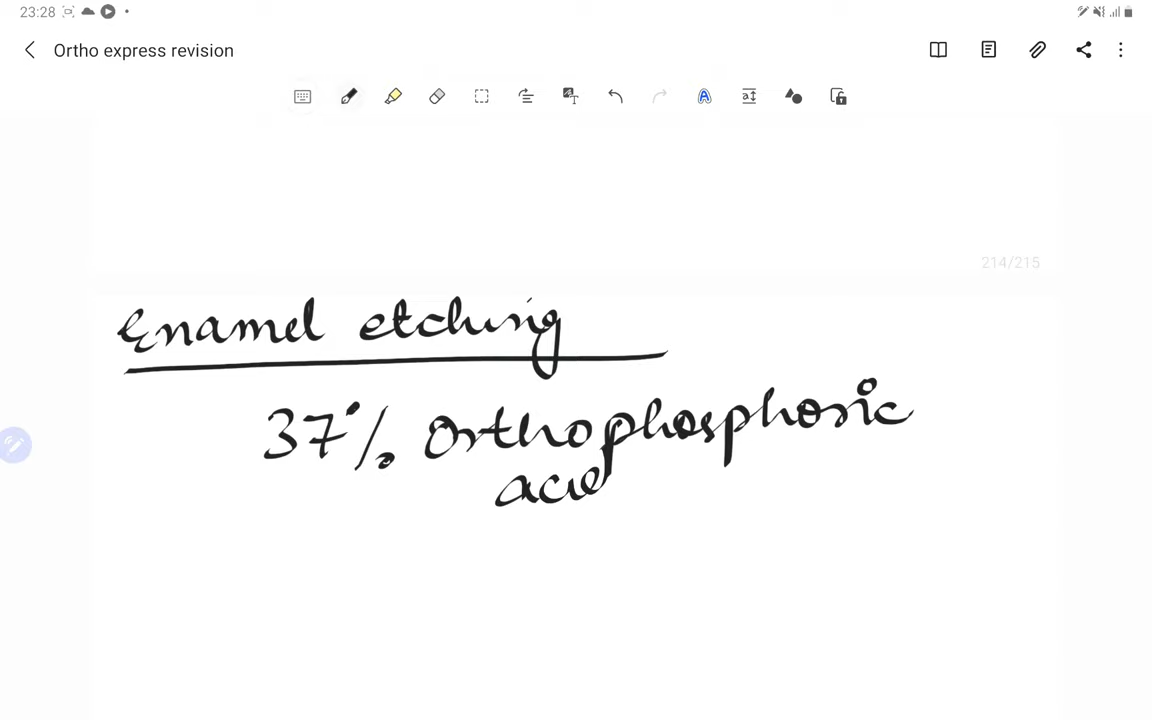 23:28
Ortho express revision
214/215
Enamel etching
37% Orthophosphoric
acid